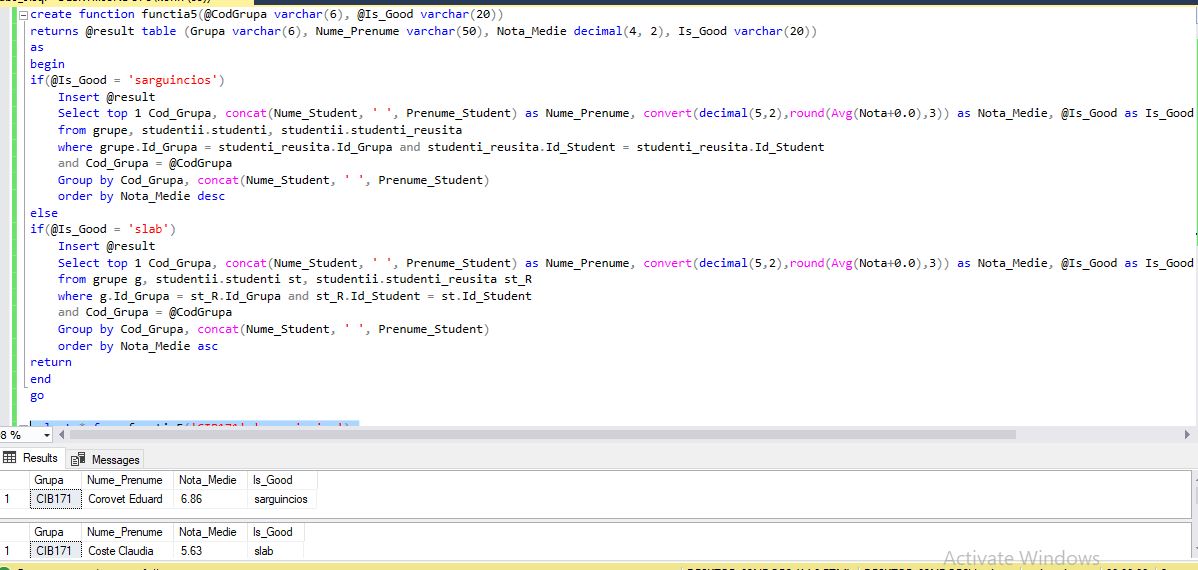 create function functia5(@CodGrupa varchar(6), @Is_Good varchar(20))
returns @result table (Grupa varchar(6), Nume_Prenume varchar(50), Nota_Medie decimal(4, 2), Is_Good varchar(20))
as
begin
if(@Is_Good = 'sarguincios')
Insert @result
Select top 1 Cod_Grupa, concat(Nume_Student, ' ', Prenume_Student) as Nume_Prenume, convert(decimal(5,2),round(Avg(Nota+0.0),3)) as Nota_Medie, @Is_Good as Is_Good
from grupe, studentii.studenti, studentii.studenti_reusita
where grupe.Id_Grupa = studenti_reusita.Id_Grupa and studenti_reusita.Id_Student = studenti_reusita.Id_Student
and Cod_Grupa = @CodGrupa
Group by Cod_Grupa, concat(Nume_Student, ' ', Prenume_Student)
order by Nota_Medie desc
else
if(@Is_Good = 'slab')
Insert @result
Select top 1 Cod_Grupa, concat(Nume_Student, ' ', Prenume_Student) as Nume_Prenume, convert(decimal(5,2),round(Avg(Nota+0.0),3)) as Nota_Medie, @Is_Good as Is_Good
from grupe g, studentii.studenti st, studentii.studenti_reusita st_R
where g.Id_Grupa = st_R.Id_Grupa and st_R.Id_Student = st.Id_Student
and Cod_Grupa = @CodGrupa
Group by Cod_Grupa, concat(Nume_Student, ' ', Prenume_Student)
order by Nota_Medie asc
return
end
go
8 %
Results Messages
Grupa Nume_Prenume Nota_Medie Is_Good
1 CIB171 Corovet Eduard 6.86 sarguincios
Grupa Nume_Prenume Nota_Medie Is_Good
1 CIB171 Coste Claudia 5.63 slab
Activate Windows